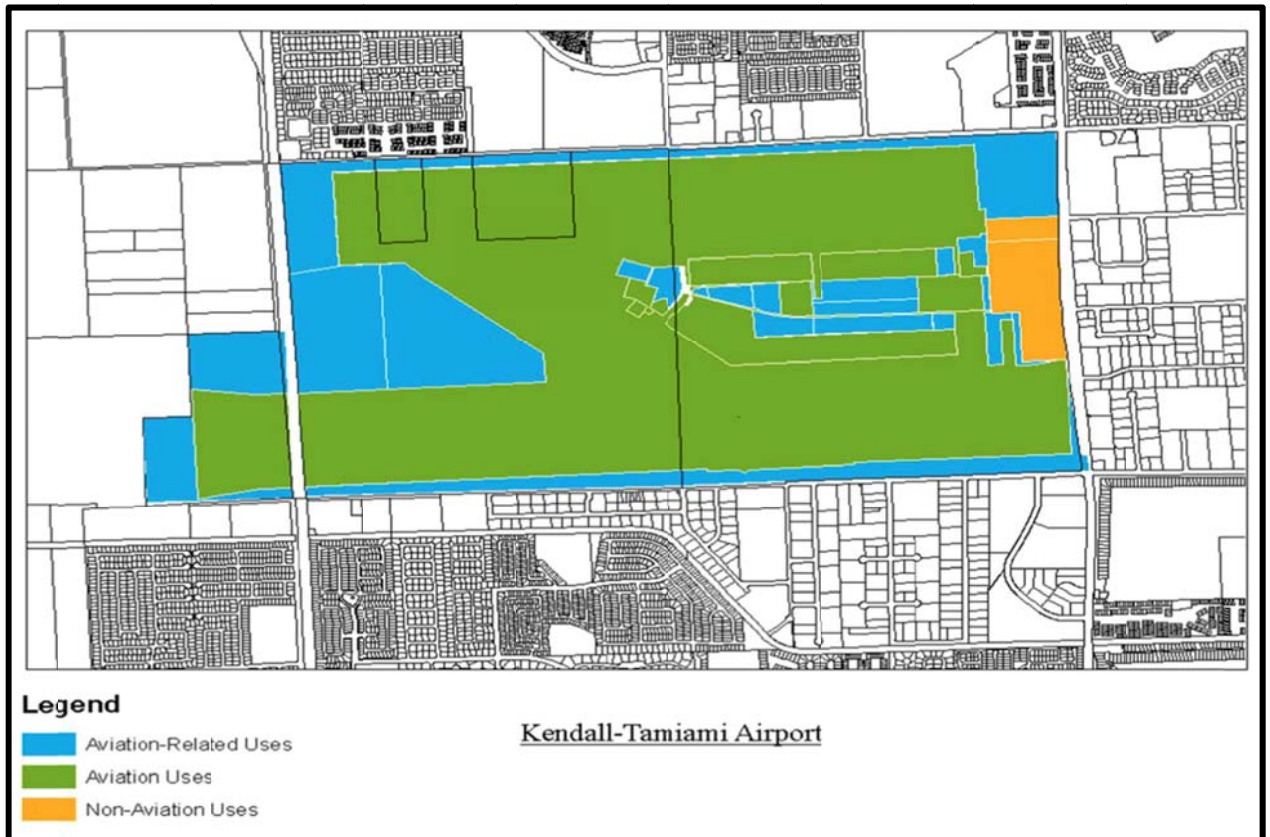 Legend
Aviation-Related Uses
Aviation Uses
Non-Aviation Uses
Kendall-Tamiami Airport